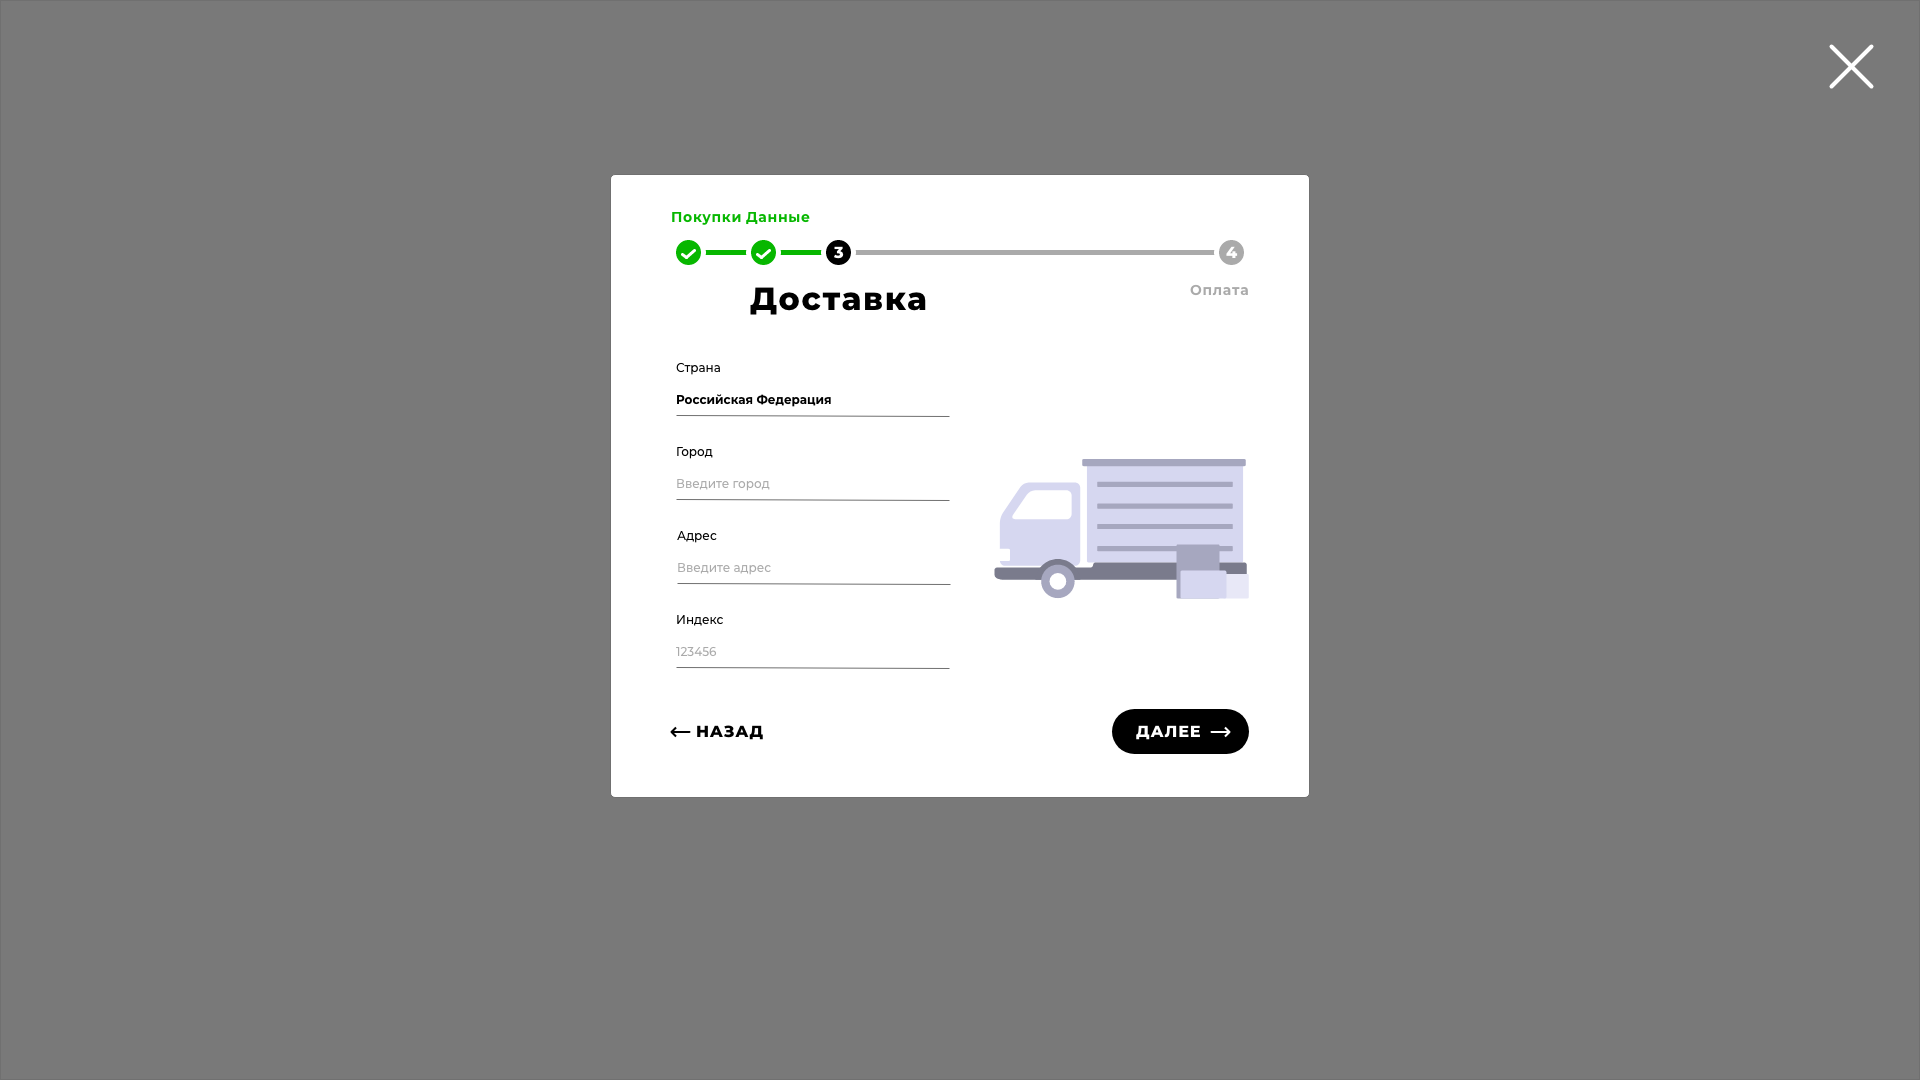 Покупки Данные
3
4
Доставка
Оплата
Страна
Российская Федерация
Город
Введите город
Адрес
Введите адрес
Индекс
123456
НАЗАД
ДАЛЕЕ